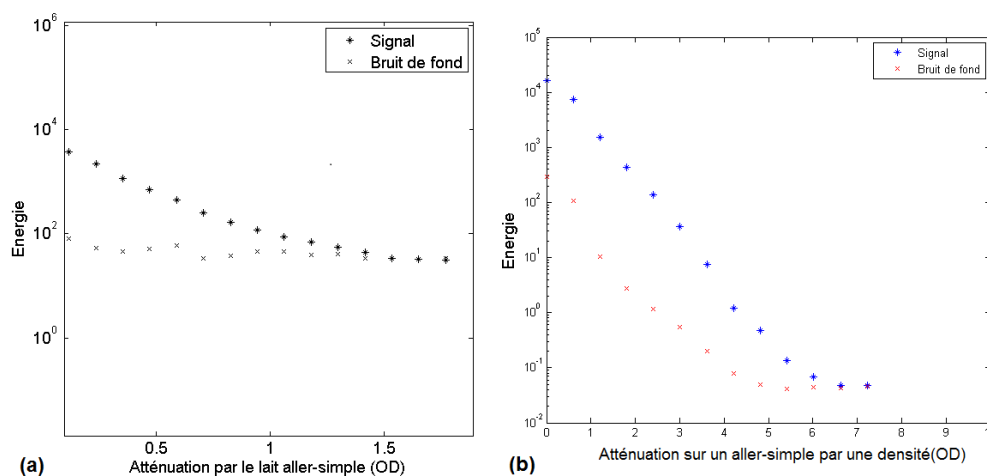 10^6
10^4
10^2
10^0
Energie
Signal
Bruit de fond
0.5
1
1.5
Atténuation par le lait aller-simple (OD)
(a)
10^5
10^4
10^3
10^2
10^1
10^0
10^-1
10^-2
Energie
Signal
Bruit de fond
0 1 2 3 4 5 6 7 8 9 1
Atténuation sur un aller-simple par une densité(OD)
(b)